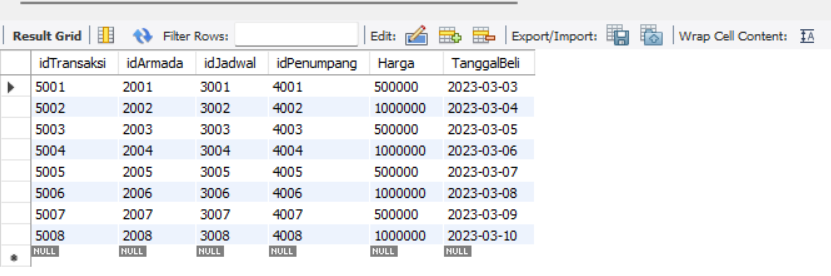 Result Grid Filter Rows: Edit: Export/Import: Wrap Cell Content: IA
idTransaksi idArmada idJadwal idPenumpang Harga TanggalBeli
5001 2001 3001 4001 500000 2023-03-03
5002 2002 3002 4002 1000000 2023-03-04
5003 2003 3003 4003 500000 2023-03-05
5004 2004 3004 4004 1000000 2023-03-06
5005 2005 3005 4005 500000 2023-03-07
5006 2006 3006 4006 1000000 2023-03-08
5007 2007 3007 4007 500000 2023-03-09
5008 2008 3008 4008 1000000 2023-03-10
NULL NULL NULL NULL NULL NULL